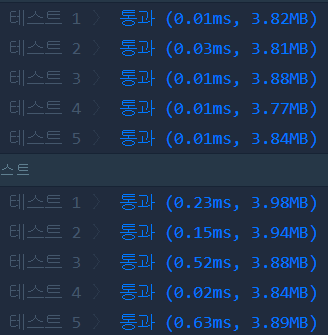 테스트 1 〉 통과 (0.01ms, 3.82MB)
테스트 2 〉 통과 (0.03ms, 3.81MB)
테스트 3 〉 통과 (0.01ms, 3.88MB)
테스트 4 〉 통과 (0.01ms, 3.77MB)
테스트 5 〉 통과 (0.01ms, 3.84MB)
스트
테스트 1 〉 통과 (0.23ms, 3.98MB)
테스트 2 〉 통과 (0.15ms, 3.94MB)
테스트 3 〉 통과 (0.52ms, 3.88MB)
테스트 4 〉 통과 (0.02ms, 3.84MB)
테스트 5 〉 통과 (0.63ms, 3.89MB)